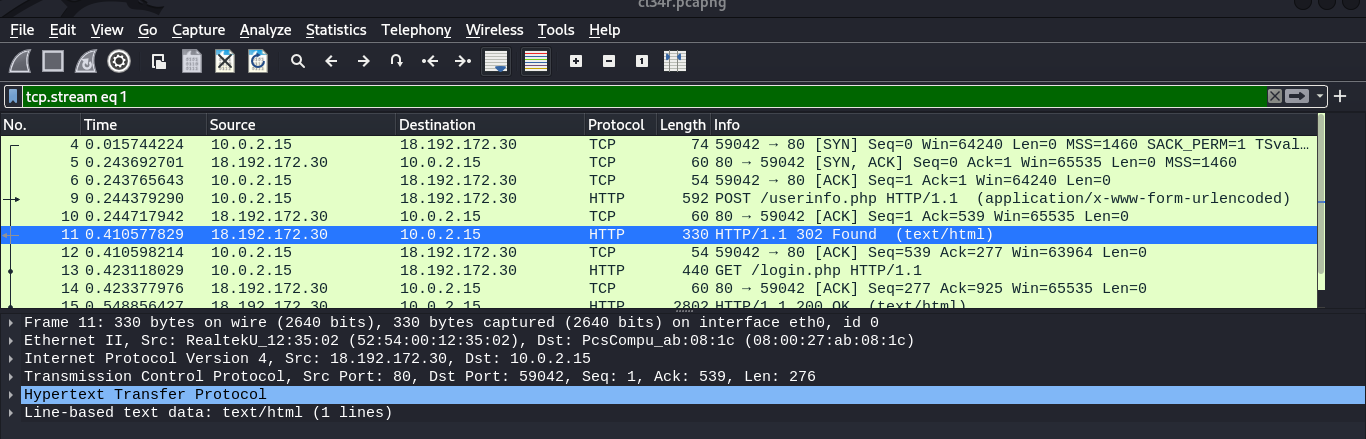 cl34r.pcapng
File Edit View Go Capture Analyze Statistics Telephony Wireless Tools Help
tcp.stream eq 1
No. Time Source Destination Protocol Length Info
4 0.015744224 10.0.2.15 18.192.172.30 TCP 74 59042 → 80 [SYN] Seq=0 Win=64240 Len=0 MSS=1460 SACK_PERM=1 TSval…
5 0.243692701 18.192.172.30 10.0.2.15 TCP 60 80 → 59042 [SYN, ACK] Seq=0 Ack=1 Win=65535 Len=0 MSS=1460
6 0.243765643 10.0.2.15 18.192.172.30 TCP 54 59042 → 80 [ACK] Seq=1 Ack=1 Win=64240 Len=0
9 0.244379290 10.0.2.15 18.192.172.30 HTTP 592 POST /userinfo.php HTTP/1.1 (application/x-www-form-urlencoded)
10 0.244717942 18.192.172.30 10.0.2.15 TCP 60 80 → 59042 [ACK] Seq=1 Ack=539 Win=65535 Len=0
11 0.410577829 18.192.172.30 10.0.2.15 HTTP 330 HTTP/1.1 302 Found (text/html)
12 0.410598214 10.0.2.15 18.192.172.30 TCP 54 59042 → 80 [ACK] Seq=539 Ack=277 Win=63964 Len=0
13 0.423118029 10.0.2.15 18.192.172.30 HTTP 440 GET /login.php HTTP/1.1
14 0.423377976 18.192.172.30 10.0.2.15 TCP 60 80 → 59042 [ACK] Seq=277 Ack=925 Win=65535 Len=0
15 0.548856427 18.192.172.30 10.0.2.15 HTTP 2802 HTTP/1.1 200 OK (text/html)
Frame 11: 330 bytes on wire (2640 bits), 330 bytes captured (2640 bits) on interface eth0, id 0
Ethernet II, Src: RealtekU_12:35:02 (52:54:00:12:35:02), Dst: PcsCompu_ab:08:1c (08:00:27:ab:08:1c)
Internet Protocol Version 4, Src: 18.192.172.30, Dst: 10.0.2.15
Transmission Control Protocol, Src Port: 80, Dst Port: 59042, Seq: 1, Ack: 539, Len: 276
Hypertext Transfer Protocol
Line-based text data: text/html (1 lines)